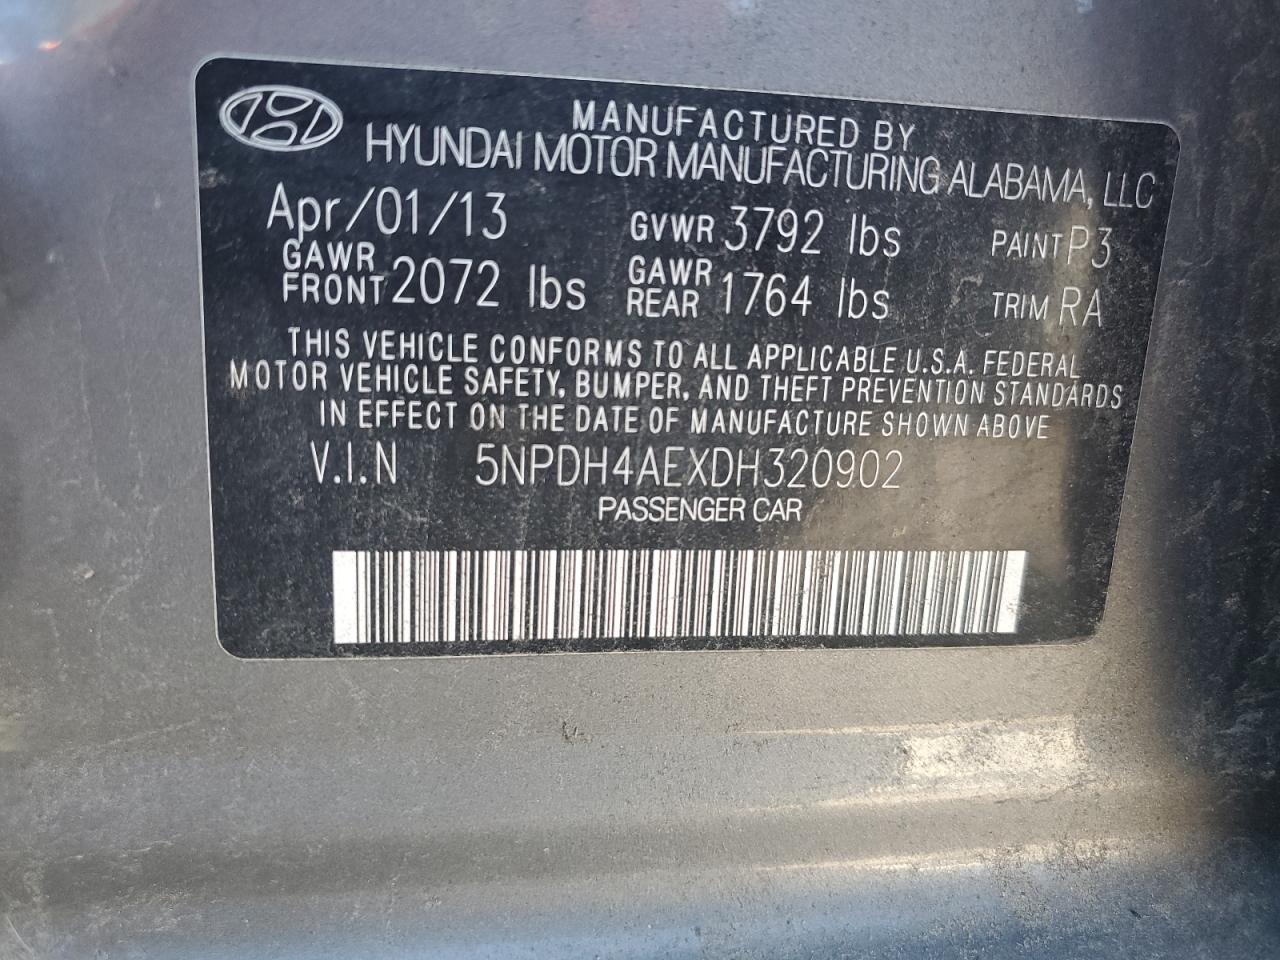 MANUFACTURED BY
HYUNDAI MOTOR MANUFACTURING ALABAMA, LLC
Apr/01/13 GVWR 3792 lbs PAINT P3
GAWR FRONT 2072 lbs GAWR REAR 1764 lbs TRIM RA
THIS VEHICLE CONFORMS TO ALL APPLICABLE U.S.A. FEDERAL
MOTOR VEHICLE SAFETY, BUMPER, AND THEFT PREVENTION STANDARDS
IN EFFECT ON THE DATE OF MANUFACTURE SHOWN ABOVE
V.I.N 5NPDH4AEXDH320902
PASSENGER CAR